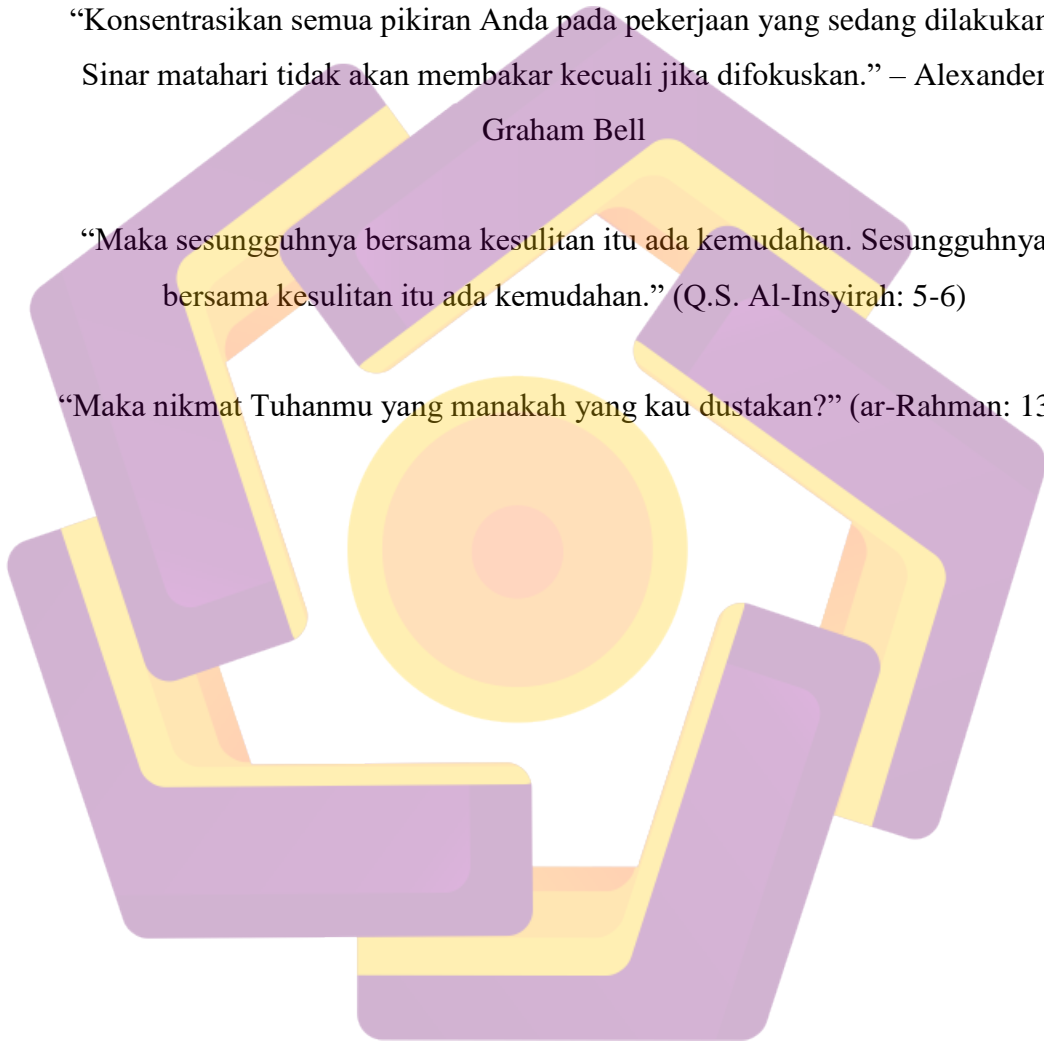 “Konsentrasikan semua pikiran Anda pada pekerjaan yang sedang dilakukan
Sinar matahari tidak akan membakar kecuali jika difokuskan.” – Alexander
Graham Bell
“Maka sesungguhnya bersama kesulitan itu ada kemudahan. Sesungguhnya
bersama kesulitan itu ada kemudahan.” (Q.S. Al-Insyirah: 5-6)
“Maka nikmat Tuhanmu yang manakah yang kau dustakan?” (ar-Rahman: 13